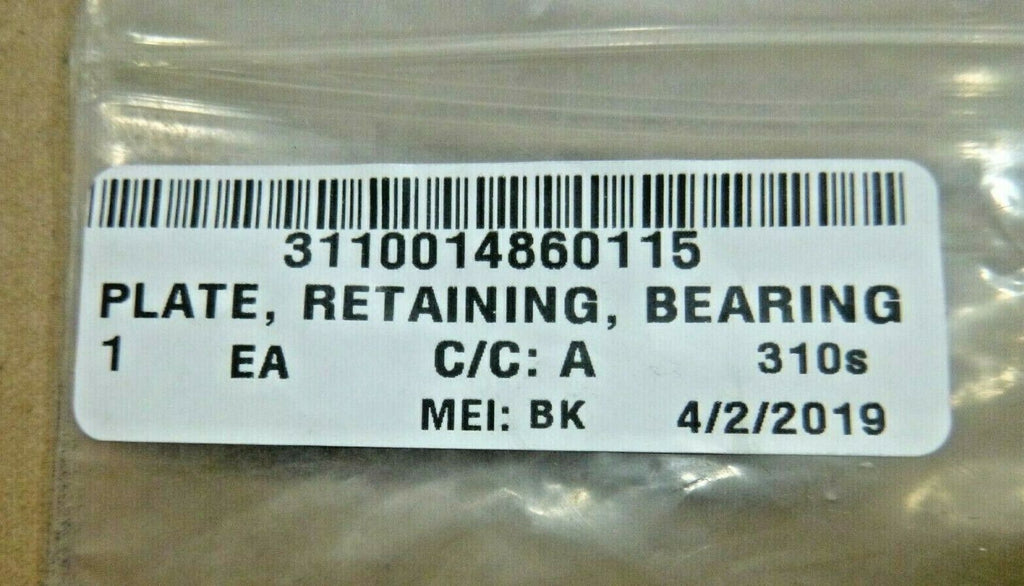 3110014860115
PLATE, RETAINING, BEARING
1 EA C/C: A 310s
MEI: BK 4/2/2019